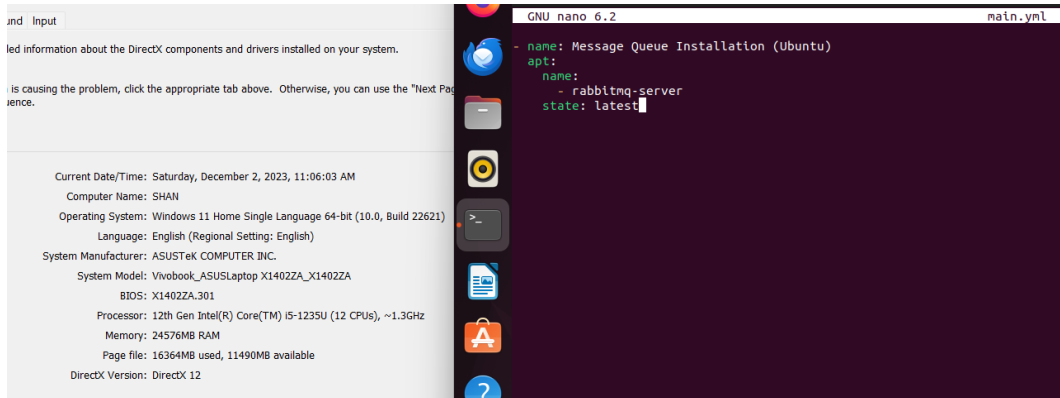 und Input
led information about the DirectX components and drivers installed on your system.
is causing the problem, click the appropriate tab above. Otherwise, you can use the "Next Pag
uence.
Current Date/Time: Saturday, December 2, 2023, 11:06:03 AM
Computer Name: SHAN
Operating System: Windows 11 Home Single Language 64-bit (10.0, Build 22621)
Language: English (Regional Setting: English)
System Manufacturer: ASUSTeK COMPUTER INC.
System Model: Vivobook_ASUSLaptop X1402ZA_X1402ZA
BIOS: X1402ZA.301
Processor: 12th Gen Intel(R) Core(TM) i5-1235U (12 CPUs), ~1.3GHz
Memory: 24576MB RAM
Page file: 16364MB used, 11490MB available
DirectX Version: DirectX 12
GNU nano 6.2 main.yml
- name: Message Queue Installation (Ubuntu)
apt:
name:
- rabbitmq-server
state: latest